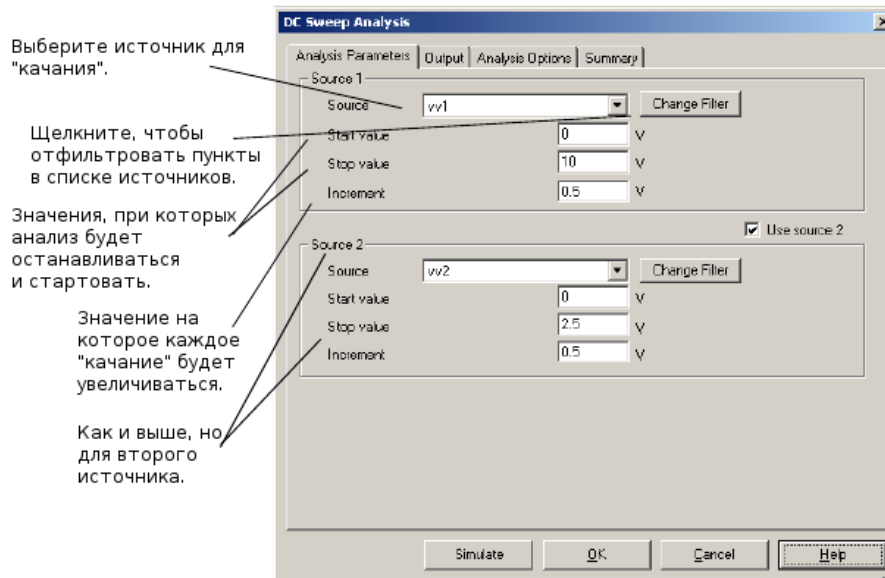 DC Sweep Analysis
Analysis Parameters Output Analysis Options Summary
Выберите источник для
"качания".
Щелкните, чтобы
отфильтровать пункты
в списке источников.
Значения, при которых
анализ будет
останавливаться
и стартовать.
Значение на
которое каждое
"качание" будет
увеличиваться.
Как и выше, но
для второго
источника.
Source 1
Source vv1 Change Filter
Start value 0 V
Stop value 10 V
Increment 0.5 V
Use source 2
Source 2
Source vv2 Change Filter
Start value 0 V
Stop value 2.5 V
Increment 0.5 V
Simulate OK Cancel Help